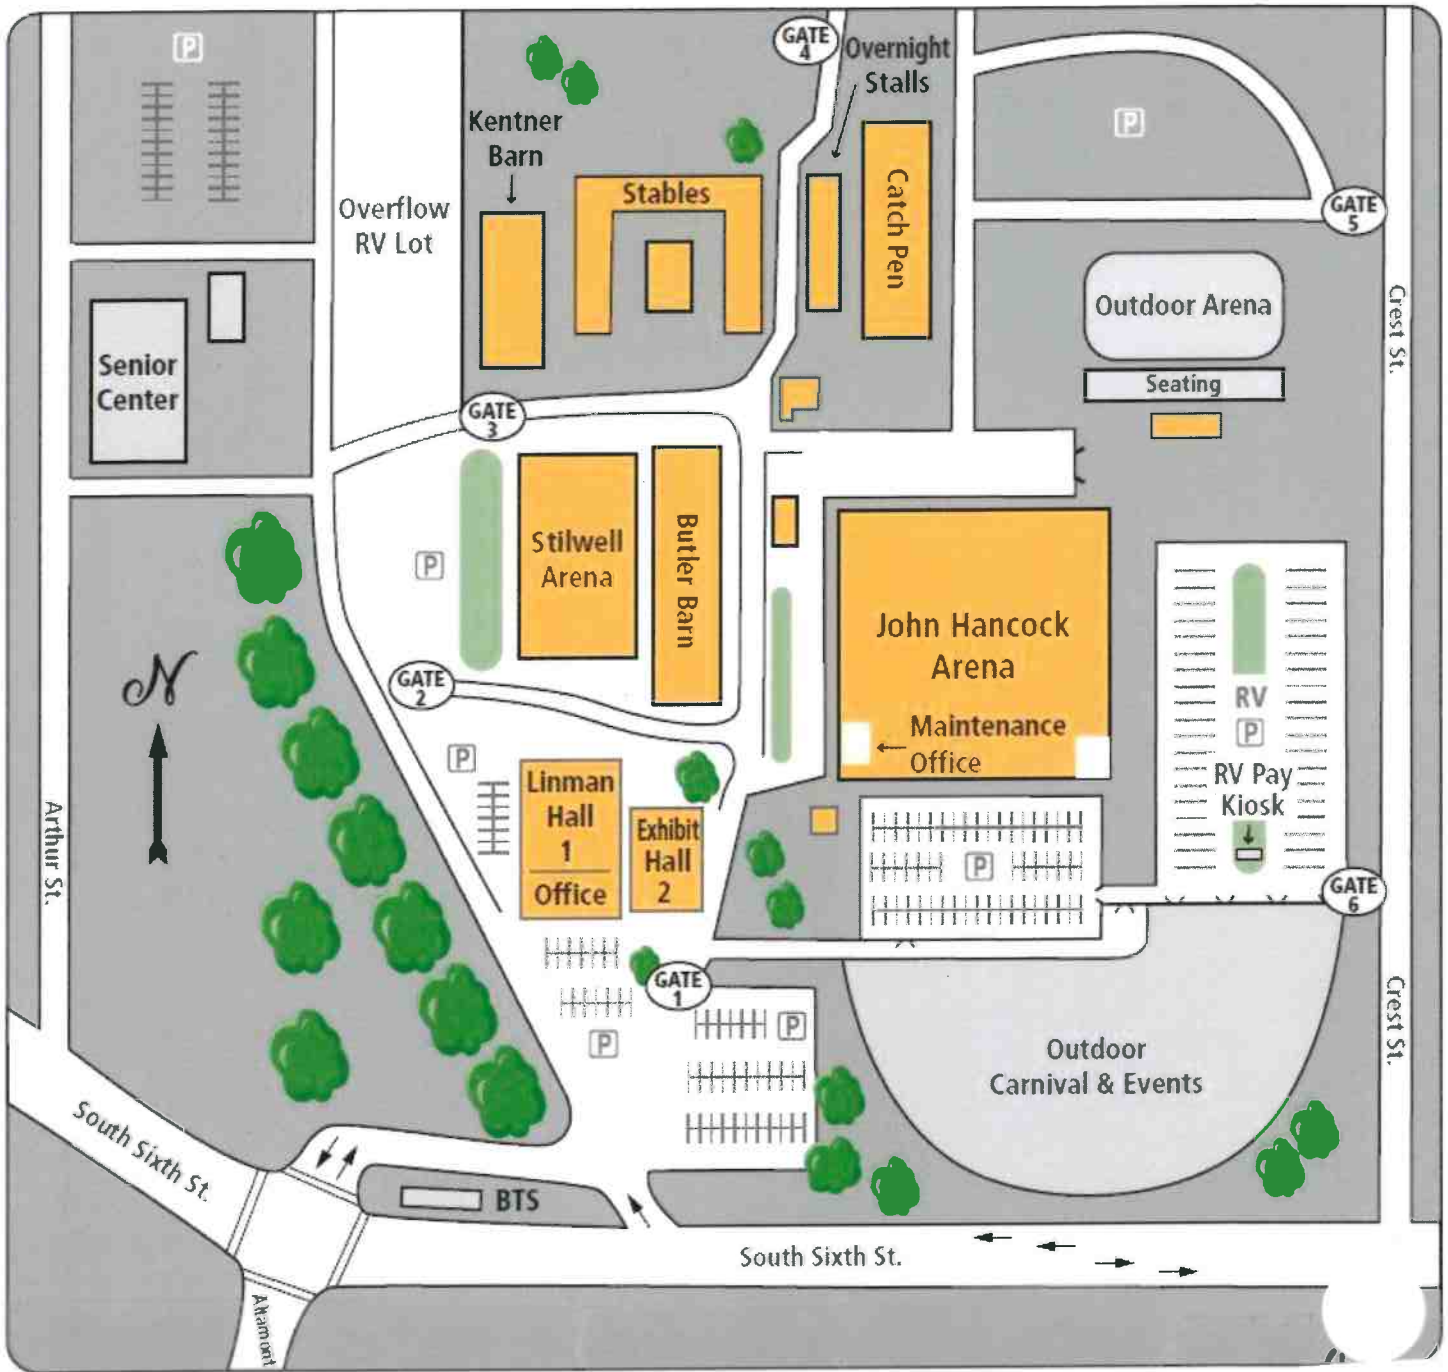 P
GATE
4
Overnight
Stalls
Kentner
Barn
P
Stables
Catch Pen
Overflow
RV Lot
GATE
5
Outdoor Arena
Crest St.
Senior
Center
Seating
GATE
3
Stilwell
Arena
Butler Barn
P
John Hancock
Arena
N
GATE
2
RV
P
Maintenance
Office
P
RV Pay
Kiosk
Linman
Hall
1
Office
Exhibit
Hall
2
Arthur St.
P
GATE
6
GATE
1
P
P
Crest St.
Outdoor
Carnival & Events
South Sixth St.
BTS
South Sixth St.
Altamont